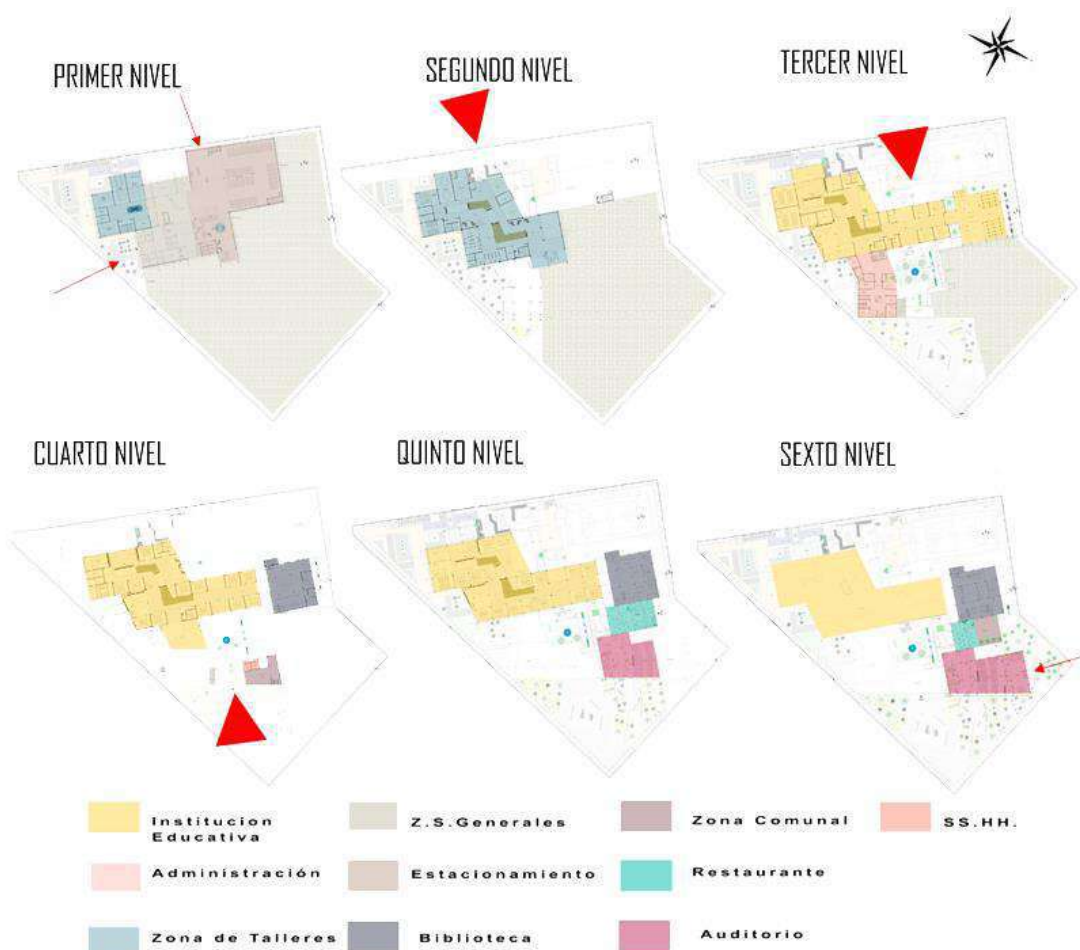 PRIMER NIVEL
SEGUNDO NIVEL
TERCER NIVEL
CUARTO NIVEL
QUINTO NIVEL
SEXTO NIVEL
Institucion
Educativa
Z.S.Generales
Zona Comunal
SS.HH.
Administración
Estacionamiento
Restaurante
Zona de Talleres
Biblioteca
Auditorio